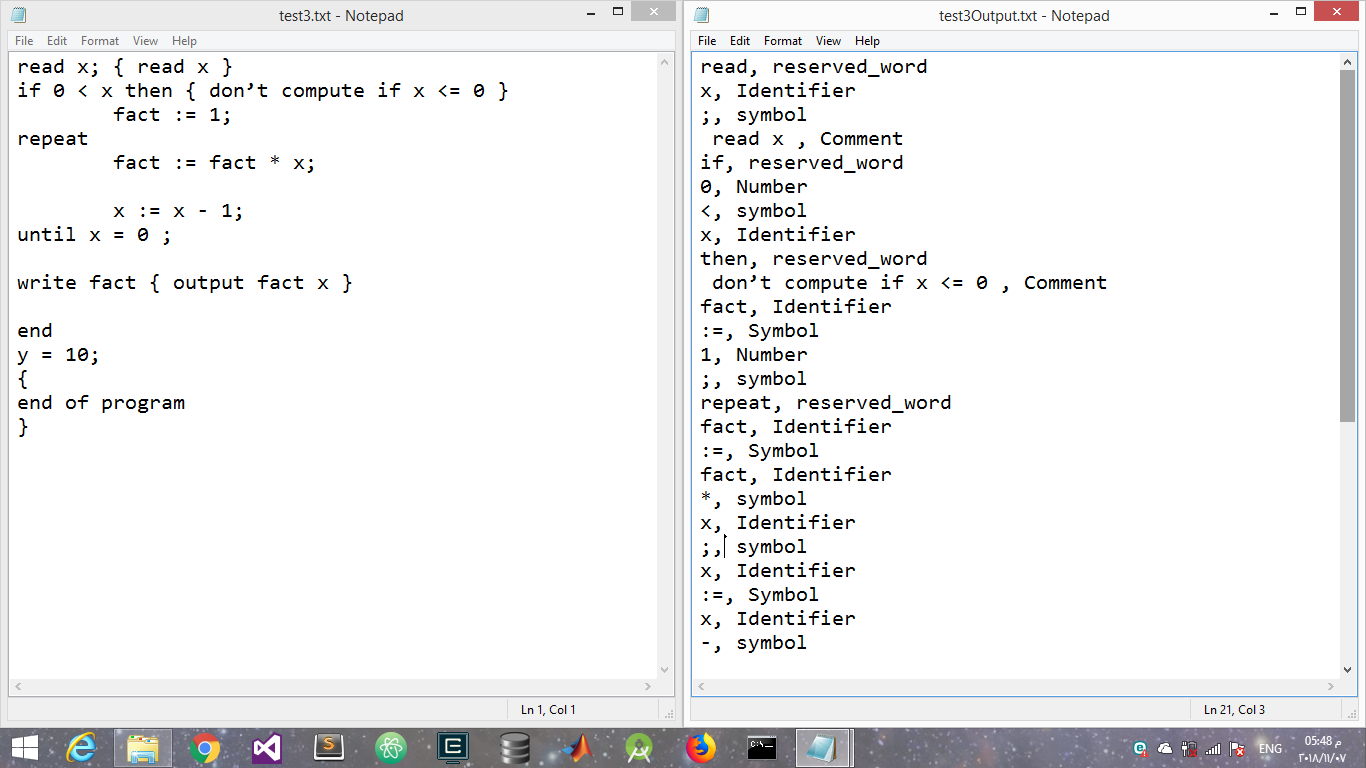 test3.txt - Notepad
File Edit Format View Help
read x; { read x }
if 0 < x then { don’t compute if x <= 0 }
fact := 1;
repeat
fact := fact * x;
x := x - 1;
until x = 0 ;
write fact { output fact x }
end
y = 10;
{
end of program
}
Ln 1, Col 1
test3Output.txt - Notepad
File Edit Format View Help
read, reserved_word
x, Identifier
;, symbol
read x , Comment
if, reserved_word
0, Number
<, symbol
x, Identifier
then, reserved_word
don’t compute if x <= 0 , Comment
fact, Identifier
:=, Symbol
1, Number
;, symbol
repeat, reserved_word
fact, Identifier
:=, Symbol
fact, Identifier
*, symbol
x, Identifier
;, symbol
x, Identifier
:=, Symbol
x, Identifier
-, symbol
Ln 21, Col 3
ENG
05:48 م
٢٠١٨/١١/٠٧